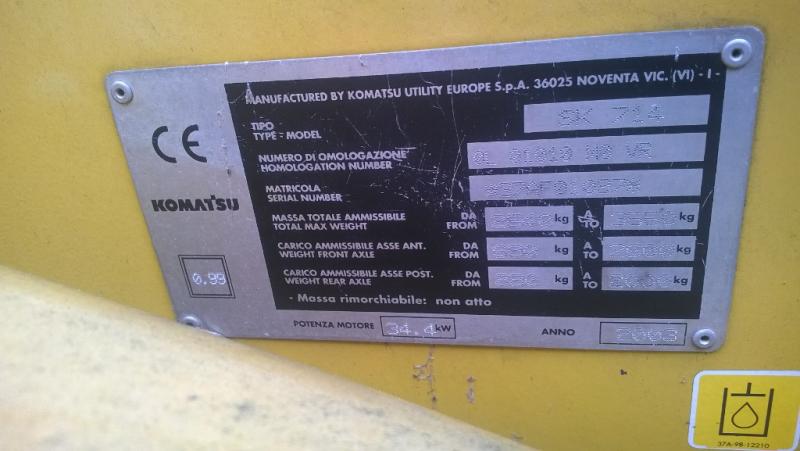 MANUFACTURED BY KOMATSU UTILITY EUROPE S.p.A. 36025 NOVENTA VIC. (VI) - I -
CE
TIPO
TYPE - MODEL
SK 714
NUMERO DI OMOLOGAZIONE
HOMOLOGATION NUMBER
MATRICOLA
SERIAL NUMBER
KOMATSU
MASSA TOTALE AMMISSIBILE DA kg A kg
TOTAL MAX WEIGHT FROM TO
CARICO AMMISSIBILE ASSE ANT. DA kg A kg
WEIGHT FRONT AXLE FROM TO
CARICO AMMISSIBILE ASSE POST. DA kg A kg
WEIGHT REAR AXLE FROM TO
0.99
- Massa rimorchiabile: non atto
POTENZA MOTORE 34.4 kW ANNO 2003
37A-98-12210